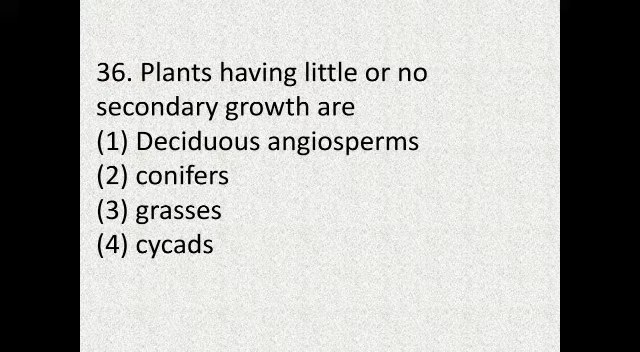 36. Plants having little or no
secondary growth are
(1) Deciduous angiosperms
(2) conifers
(3) grasses
(4) cycads